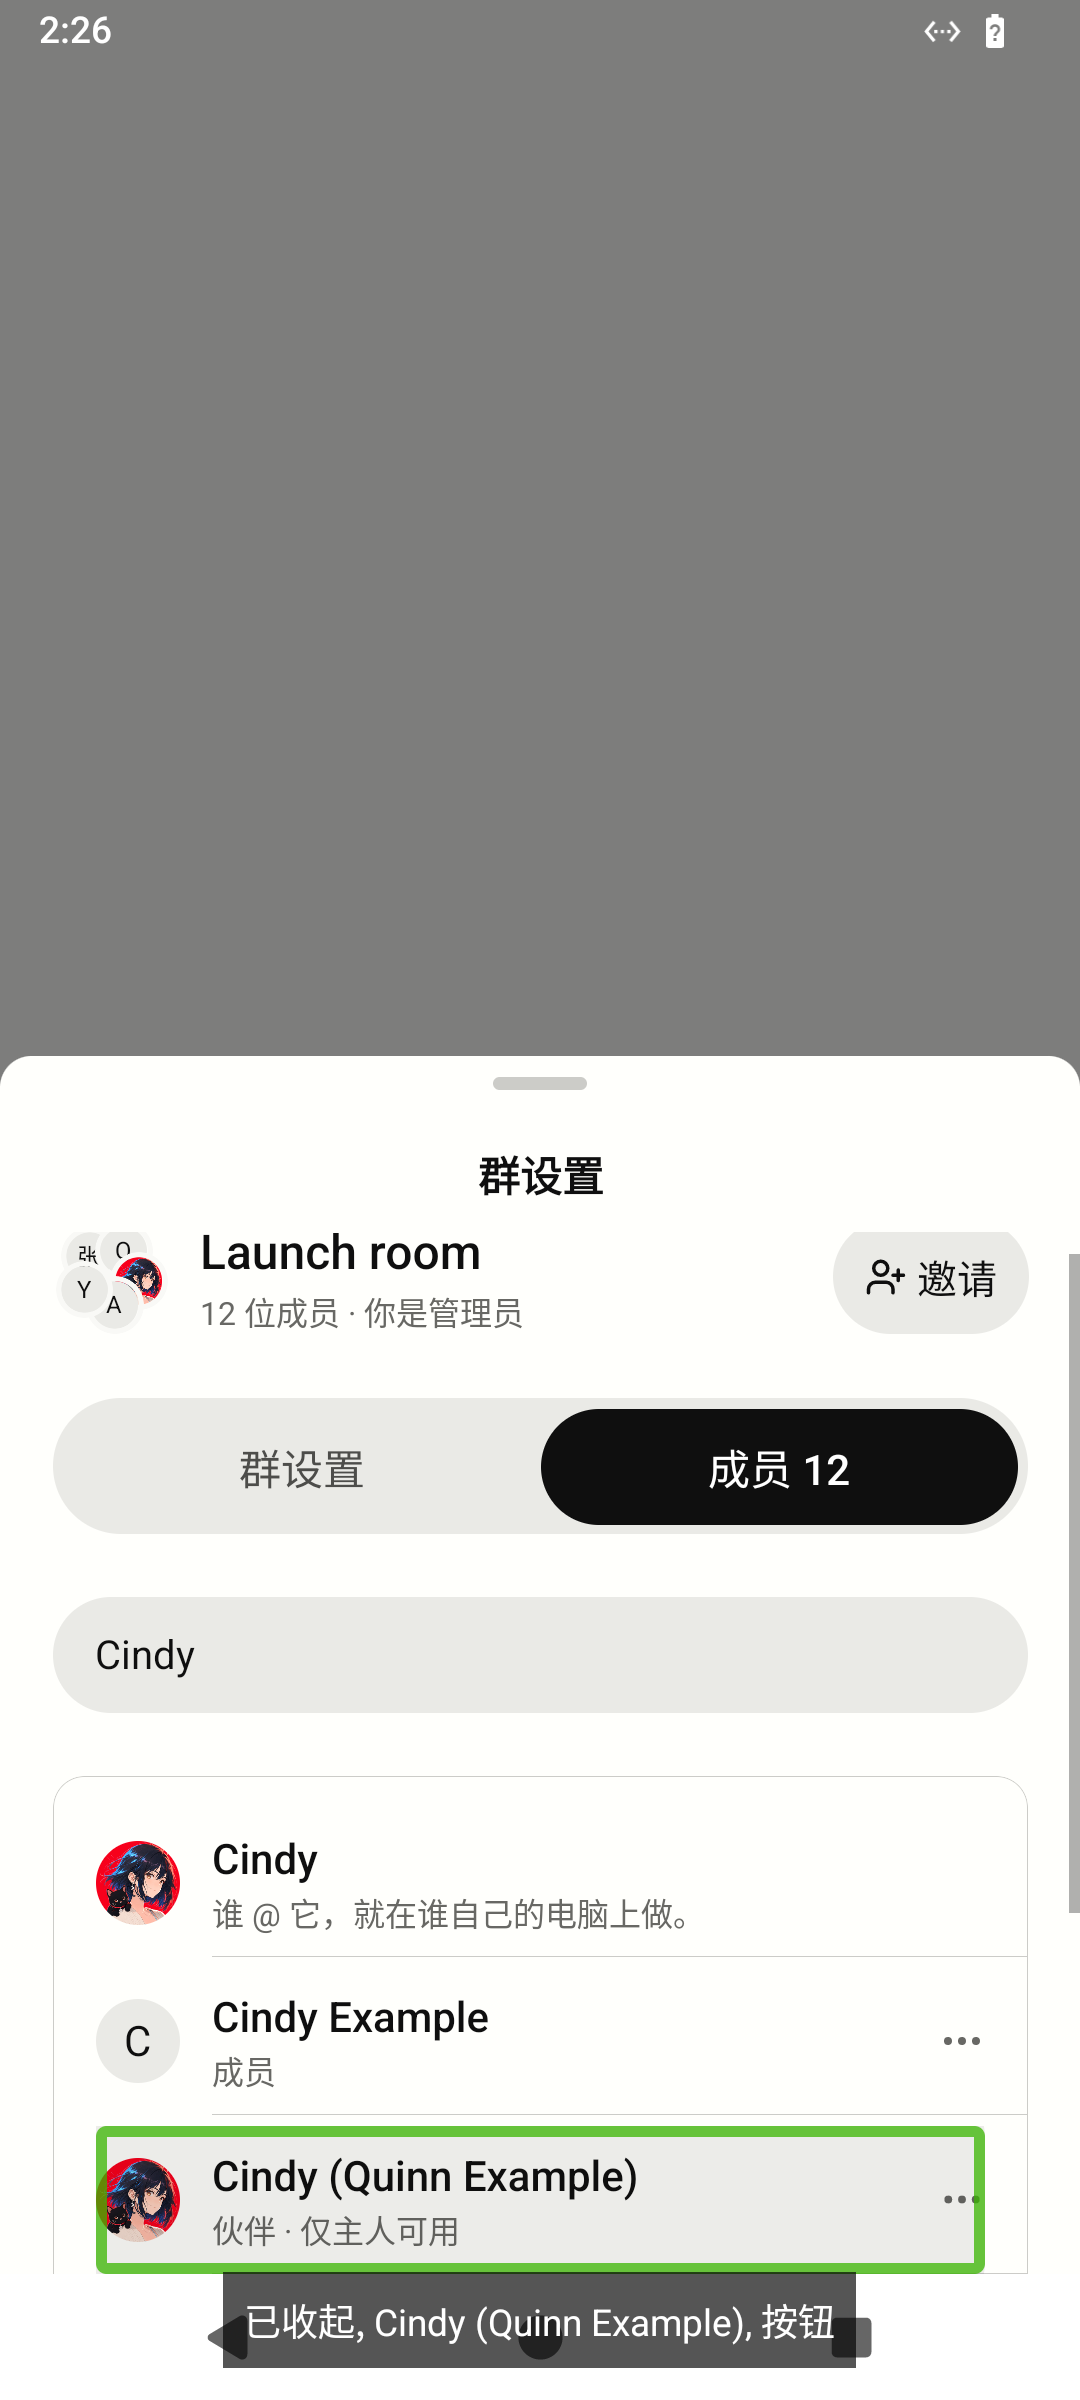 2:26
群设置
张
Q
Y
A
Launch room
12 位成员 · 你是管理员
邀请
群设置
成员 12
Cindy
Cindy
谁 @ 它，就在谁自己的电脑上做。
C
Cindy Example
成员
Cindy (Quinn Example)
伙伴 · 仅主人可用
已收起, Cindy (Quinn Example), 按钮